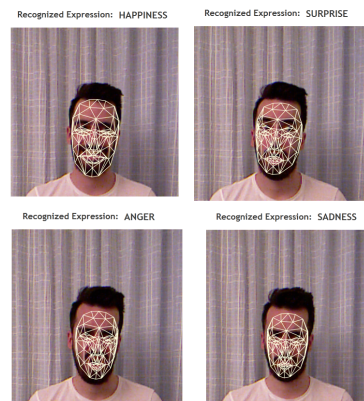 Recognized Expression: HAPPINESS
Recognized Expression: SURPRISE
Recognized Expression: ANGER
Recognized Expression: SADNESS